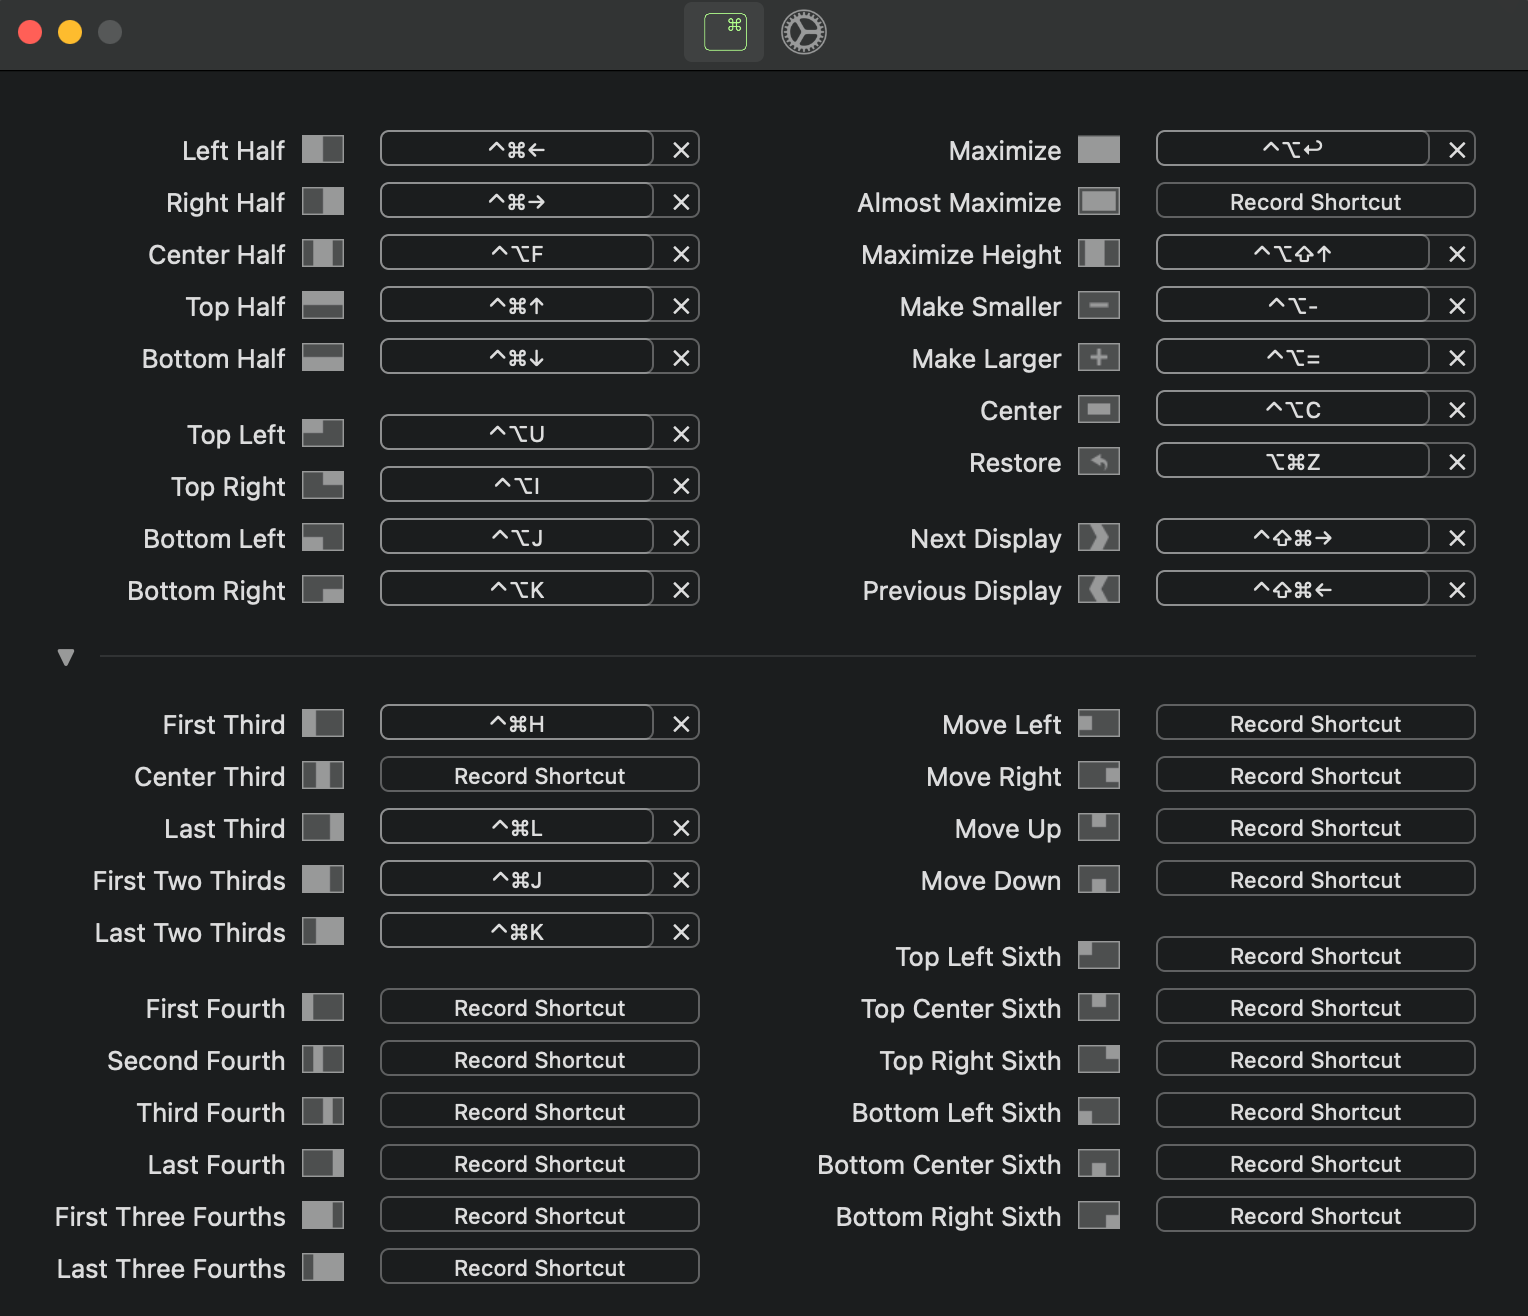 ⌘
Left Half ^⌘←
Right Half ^⌘→
Center Half ^⌥F
Top Half ^⌘↑
Bottom Half ^⌘↓
Top Left ^⌥U
Top Right ^⌥I
Bottom Left ^⌥J
Bottom Right ^⌥K
Maximize ^⌥↩
Almost Maximize Record Shortcut
Maximize Height ^⌥⇧↑
Make Smaller ^⌥-
Make Larger ^⌥=
Center ^⌥C
Restore ⌥⌘Z
Next Display ^⇧⌘→
Previous Display ^⇧⌘←
First Third ^⌘H
Center Third Record Shortcut
Last Third ^⌘L
First Two Thirds ^⌘J
Last Two Thirds ^⌘K
First Fourth Record Shortcut
Second Fourth Record Shortcut
Third Fourth Record Shortcut
Last Fourth Record Shortcut
First Three Fourths Record Shortcut
Last Three Fourths Record Shortcut
Move Left Record Shortcut
Move Right Record Shortcut
Move Up Record Shortcut
Move Down Record Shortcut
Top Left Sixth Record Shortcut
Top Center Sixth Record Shortcut
Top Right Sixth Record Shortcut
Bottom Left Sixth Record Shortcut
Bottom Center Sixth Record Shortcut
Bottom Right Sixth Record Shortcut